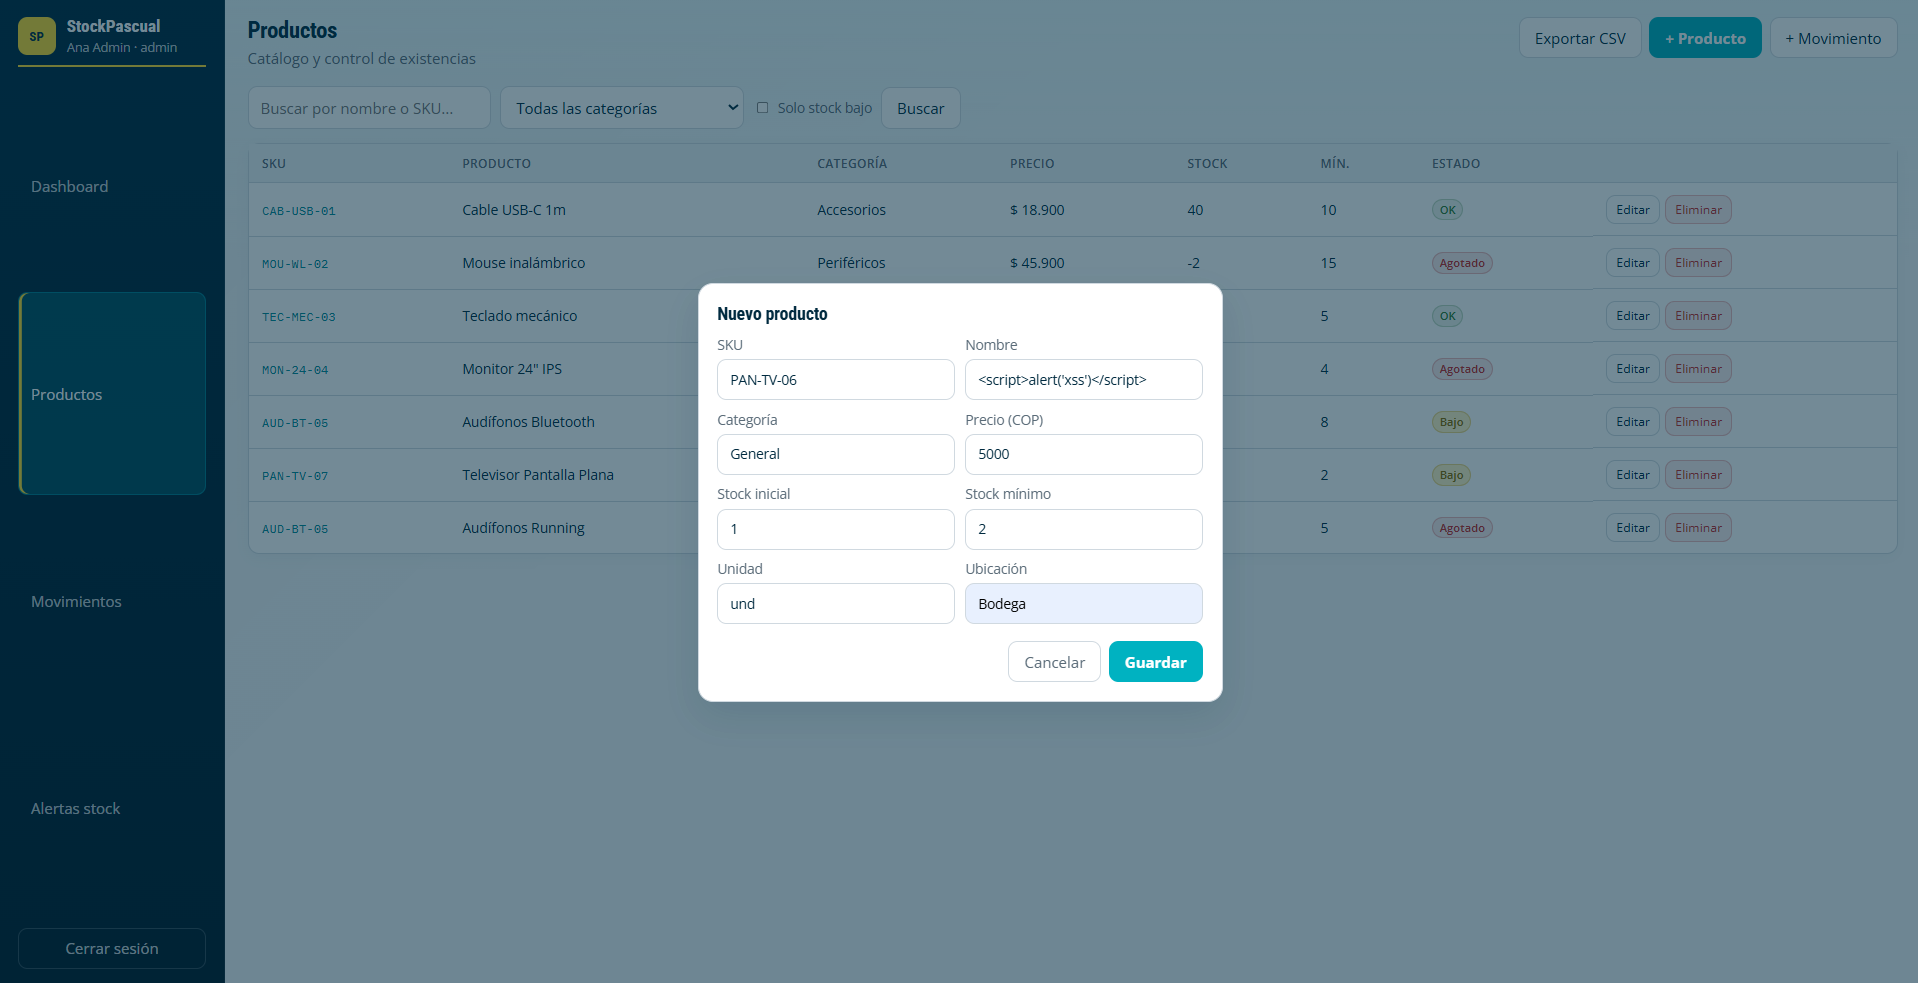 SP
StockPascual
Ana Admin · admin
Dashboard
Productos
Movimientos
Alertas stock
Cerrar sesión
Productos
Catálogo y control de existencias
Exportar CSV
+ Producto
+ Movimiento
Buscar por nombre o SKU...
Todas las categorías
Solo stock bajo
Buscar
SKU PRODUCTO CATEGORÍA PRECIO STOCK MÍN. ESTADO
CAB-USB-01 Cable USB-C 1m Accesorios $ 18.900 40 10 OK Editar Eliminar
MOU-WL-02 Mouse inalámbrico Periféricos $ 45.900 -2 15 Agotado Editar Eliminar
TEC-MEC-03 Teclado mecánico 5 OK Editar Eliminar
MON-24-04 Monitor 24" IPS 4 Agotado Editar Eliminar
AUD-BT-05 Audífonos Bluetooth 8 Bajo Editar Eliminar
PAN-TV-07 Televisor Pantalla Plana 2 Bajo Editar Eliminar
AUD-BT-05 Audífonos Running 5 Agotado Editar Eliminar
Nuevo producto
SKU Nombre
PAN-TV-06 <script>alert('xss')</script>
Categoría Precio (COP)
General 5000
Stock inicial Stock mínimo
1 2
Unidad Ubicación
und Bodega
Cancelar Guardar